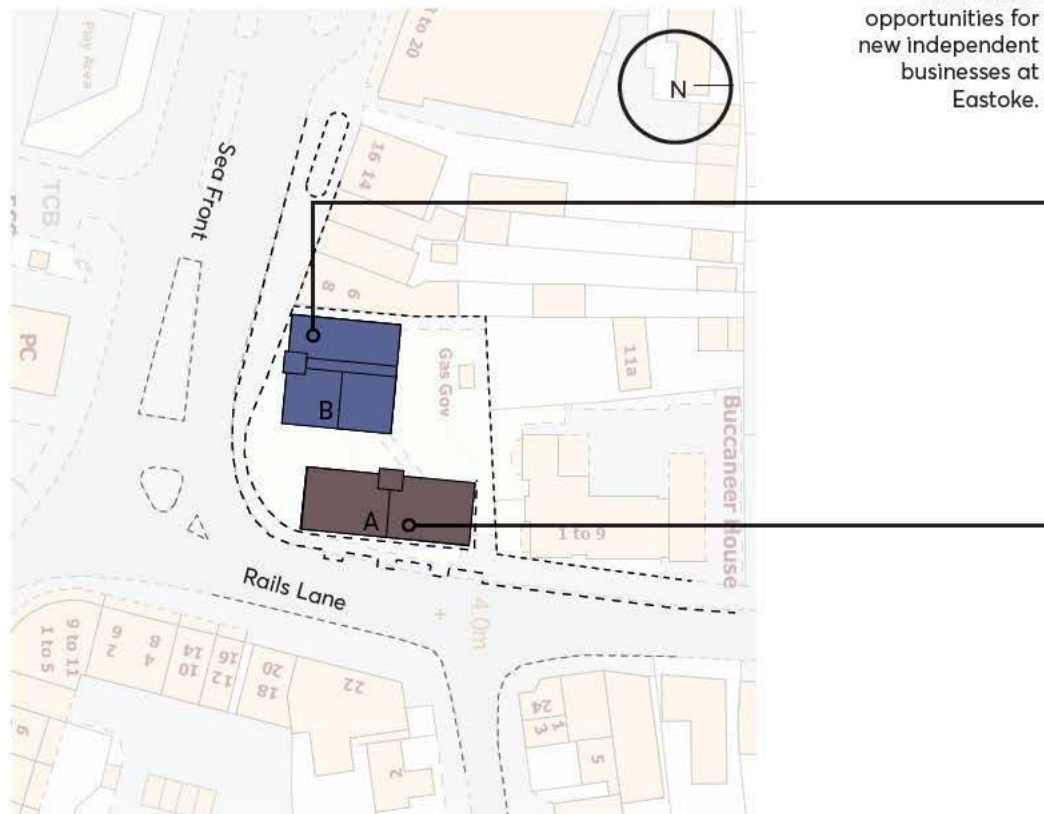 opportunities for
new independent
businesses at
Eastoke.
N
Play Area
to 20
Sea Front
TCB
16 14
8 6
PC
B
Gas Gov
11a
A
1 to 9
Buccaneer House
Rails Lane
4.0m
9 to 11
1 to 5
2 6
4 8
10 14
12 16
18 20
22
24
1
3
5
2